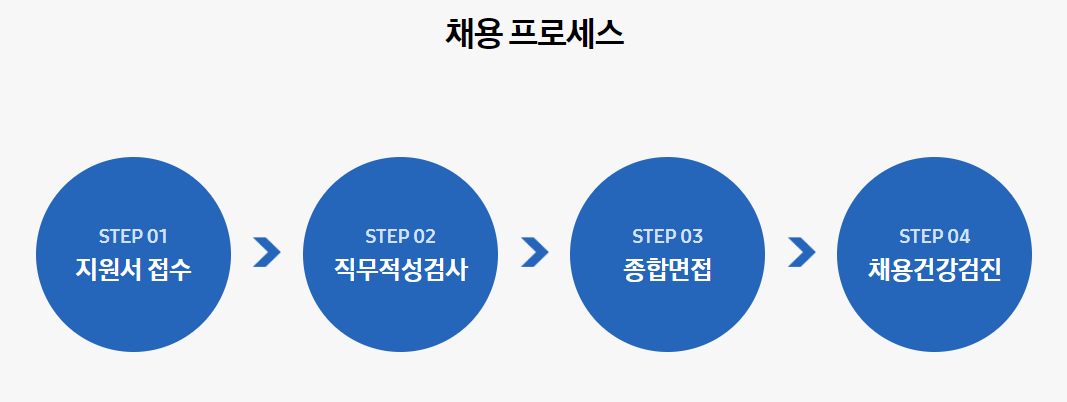 채용 프로세스
STEP 01
지원서 접수
STEP 02
직무적성검사
STEP 03
종합면접
STEP 04
채용건강검진